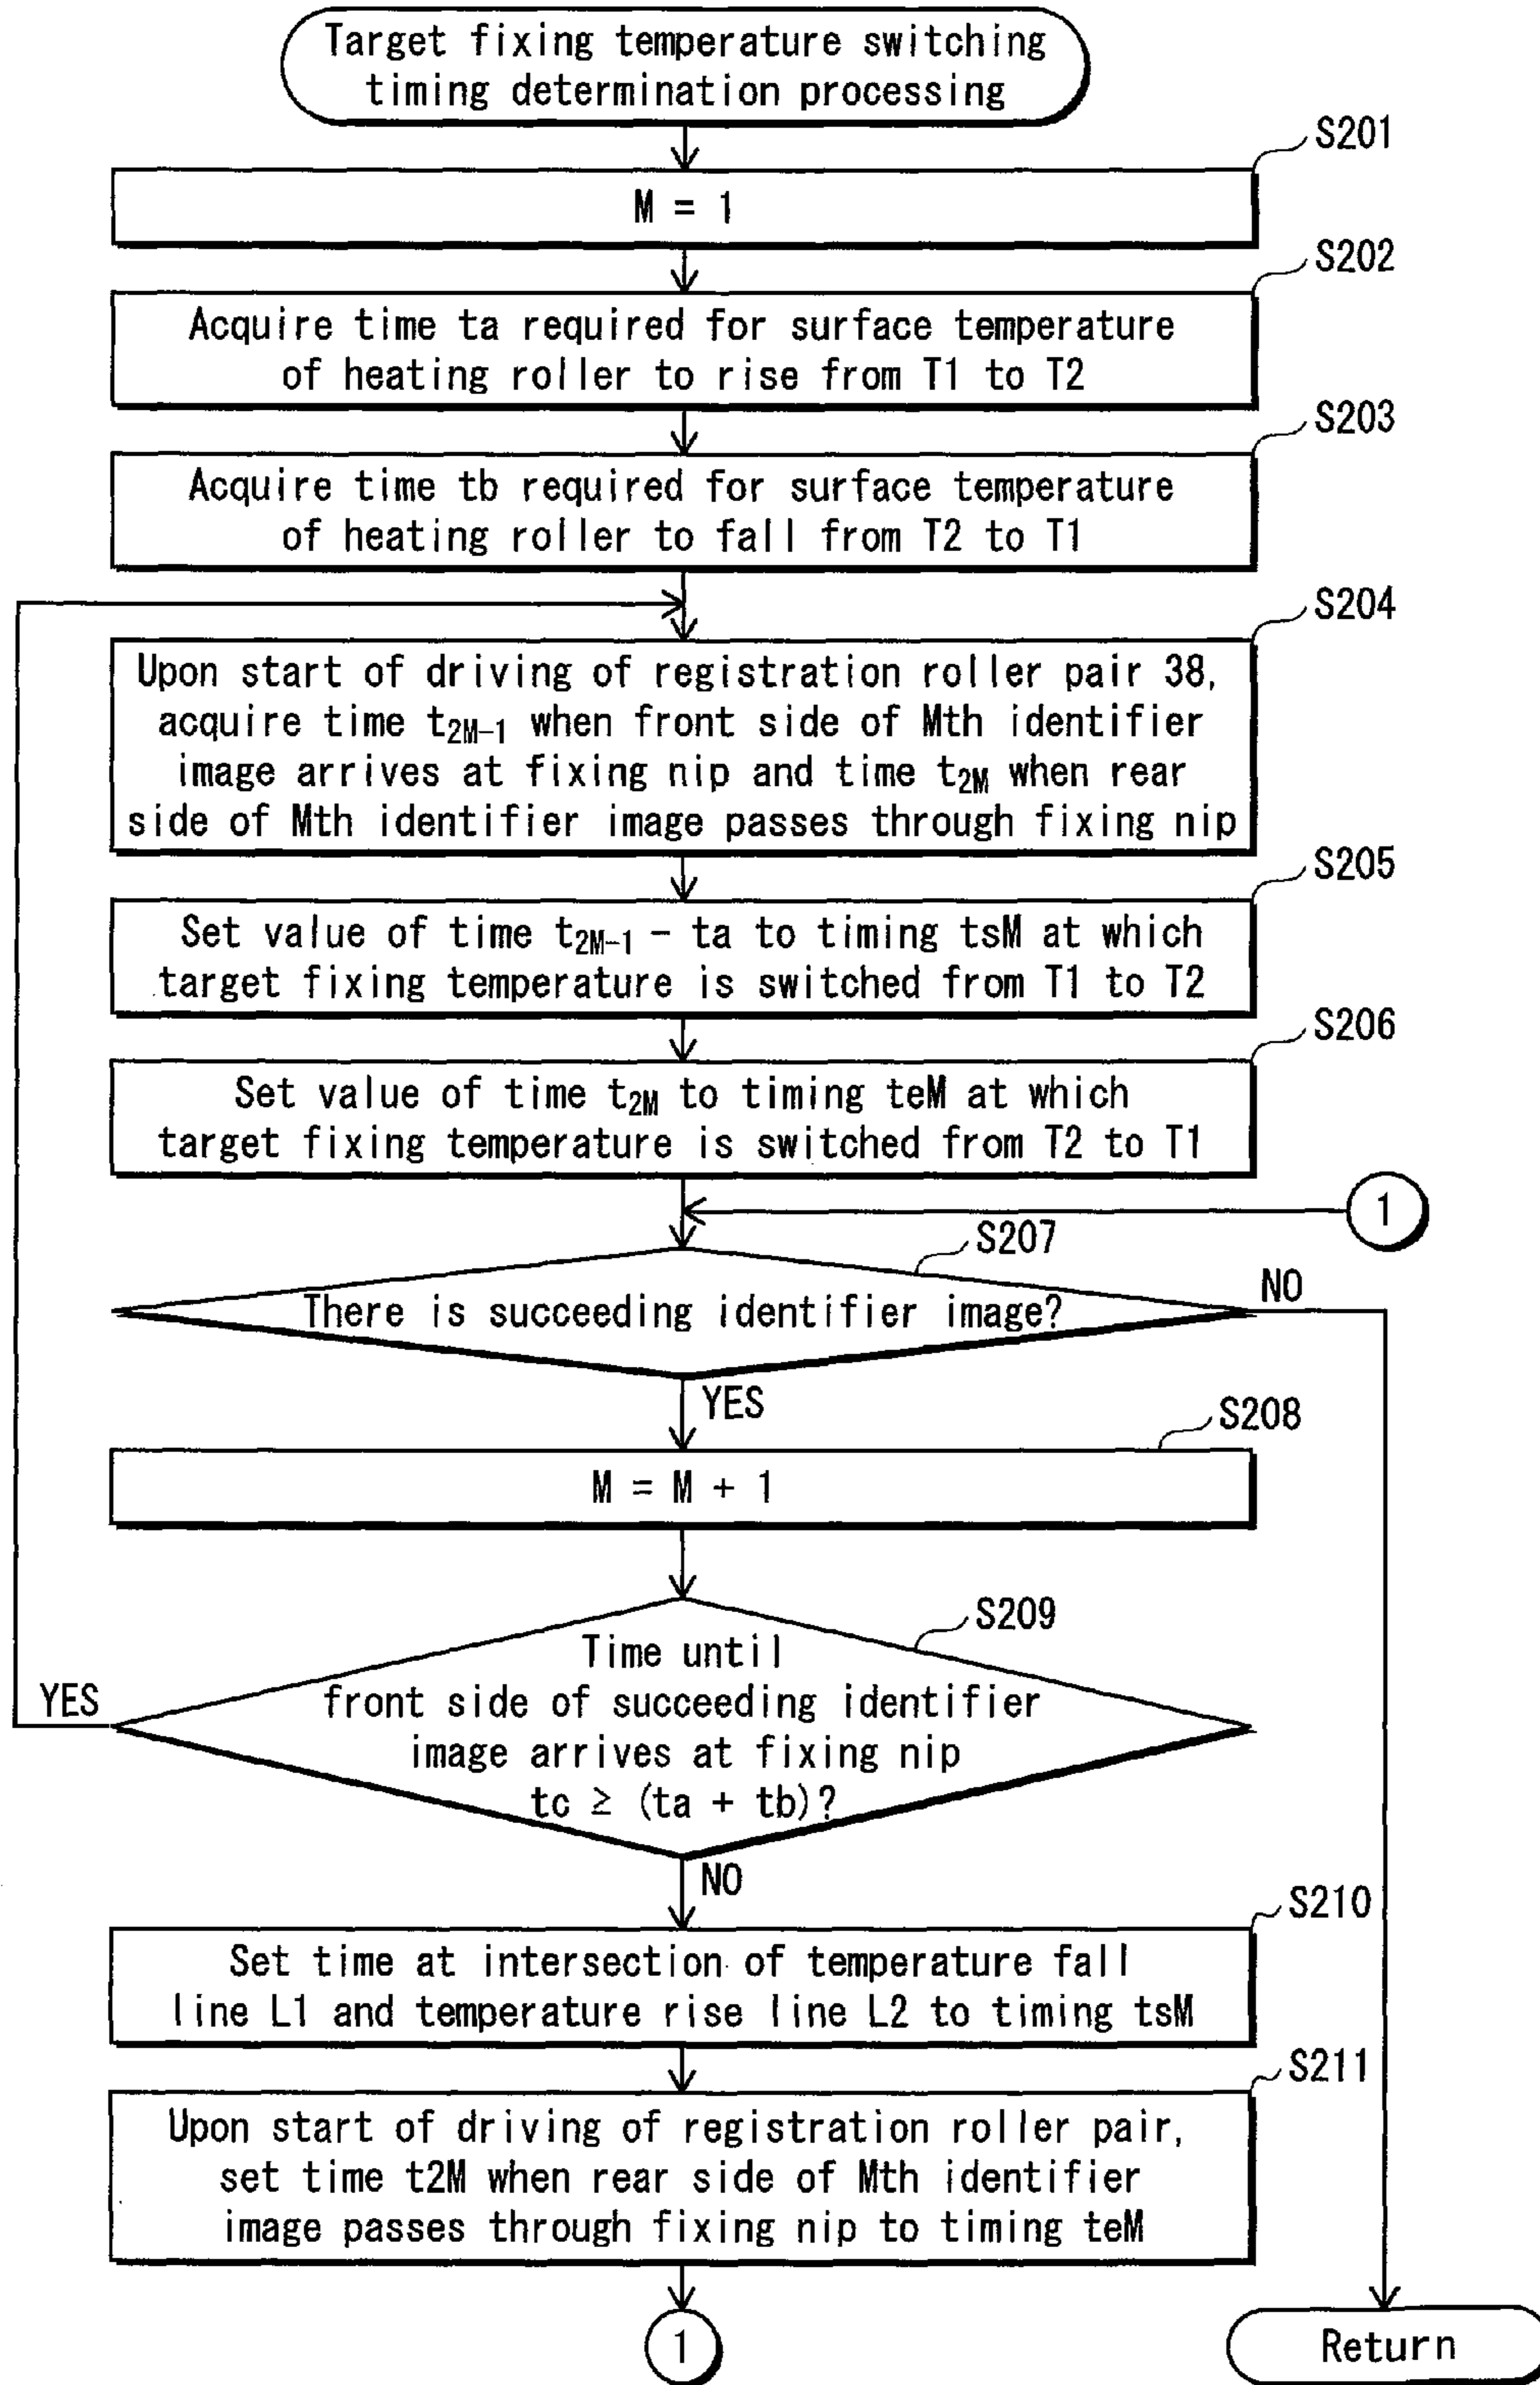 Target fixing temperature switching
timing determination processing
S201
M = 1
S202
Acquire time ta required for surface temperature
of heating roller to rise from T1 to T2
S203
Acquire time tb required for surface temperature
of heating roller to fall from T2 to T1
S204
Upon start of driving of registration roller pair 38,
acquire time t₂M₋₁ when front side of Mth identifier
image arrives at fixing nip and time t₂M when rear
side of Mth identifier image passes through fixing nip
S205
Set value of time t₂M₋₁ - ta to timing tsM at which
target fixing temperature is switched from T1 to T2
S206
Set value of time t₂M to timing teM at which
target fixing temperature is switched from T2 to T1
1
S207
There is succeeding identifier image?
NO
YES
S208
M = M + 1
S209
Time until
front side of succeeding identifier
image arrives at fixing nip
tc ≥ (ta + tb)?
YES
NO
S210
Set time at intersection of temperature fall
line L1 and temperature rise line L2 to timing tsM
S211
Upon start of driving of registration roller pair,
set time t2M when rear side of Mth identifier
image passes through fixing nip to timing teM
1
Return